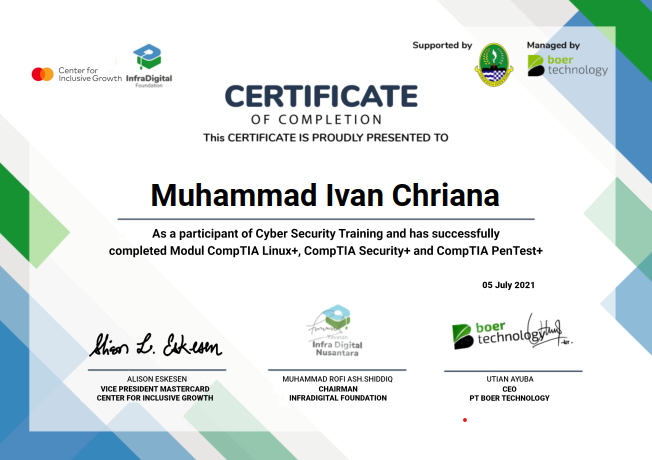 Center for
Inclusive Growth
InfraDigital
Foundation
Supported by
Managed by
boer
technology
CERTIFICATE
OF COMPLETION
This CERTIFICATE IS PROUDLY PRESENTED TO
Muhammad Ivan Chriana
As a participant of Cyber Security Training and has successfully
completed Modul CompTIA Linux+, CompTIA Security+ and CompTIA PenTest+
05 July 2021
Alison L. Eskesen
Yayasan
Infra Digital
Nusantara
boer
technology
ALISON ESKESEN
VICE PRESIDENT MASTERCARD
CENTER FOR INCLUSIVE GROWTH
MUHAMMAD ROFI ASH.SHIDDIQ
CHAIRMAN
INFRADIGITAL FOUNDATION
UTIAN AYUBA
CEO
PT BOER TECHNOLOGY